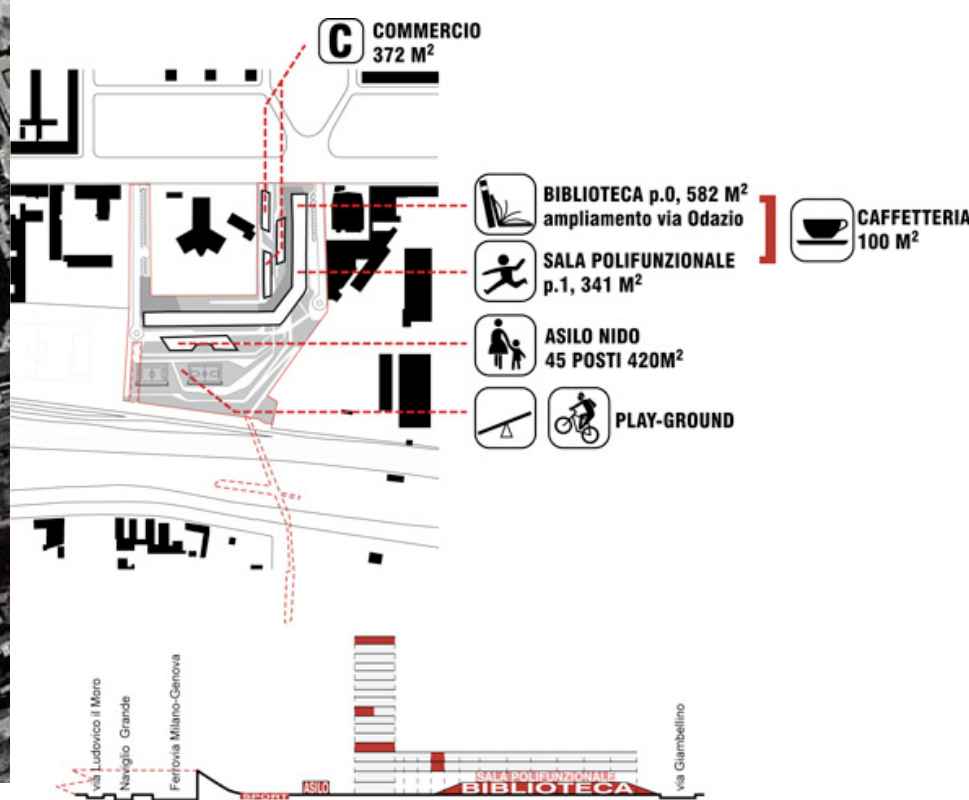 C
COMMERCIO
372 M²
BIBLIOTECA p.0, 582 M²
ampliamento via Odazio
CAFFETTERIA
100 M²
SALA POLIFUNZIONALE
p.1, 341 M²
ASILO NIDO
45 POSTI 420M²
PLAY-GROUND
via Ludovico il Moro
Naviglio Grande
Ferrovia Milano-Genova
via Giambellino
SPORT
ASILO
SALA POLIFUNZIONALE
BIBLIOTECA